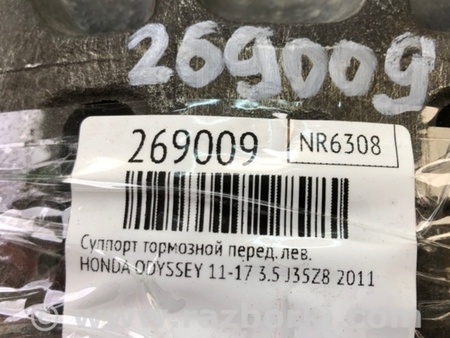 269009
269009 NR6308
Суппорт тормозной перед. лев.
HONDA ODYSSEY 11-17 3.5 J35Z8 2011